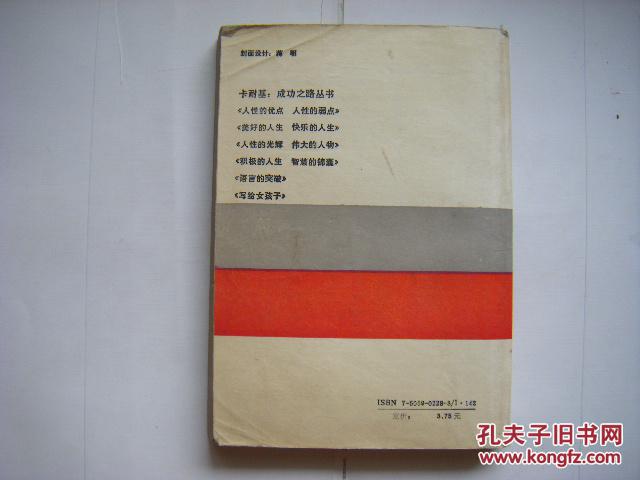 封面设计：蒋 明
卡耐基：成功之路丛书
《人性的优点 人性的弱点》
《美好的人生 快乐的人生》
《人性的光辉 伟大的人物》
《积极的人生 智慧的锦囊》
《语言的突破》
《写给女孩子》
ISBN 7-5059-0228-3/I·142
定价： 3.75元
孔夫子旧书网
www.kongfz.com